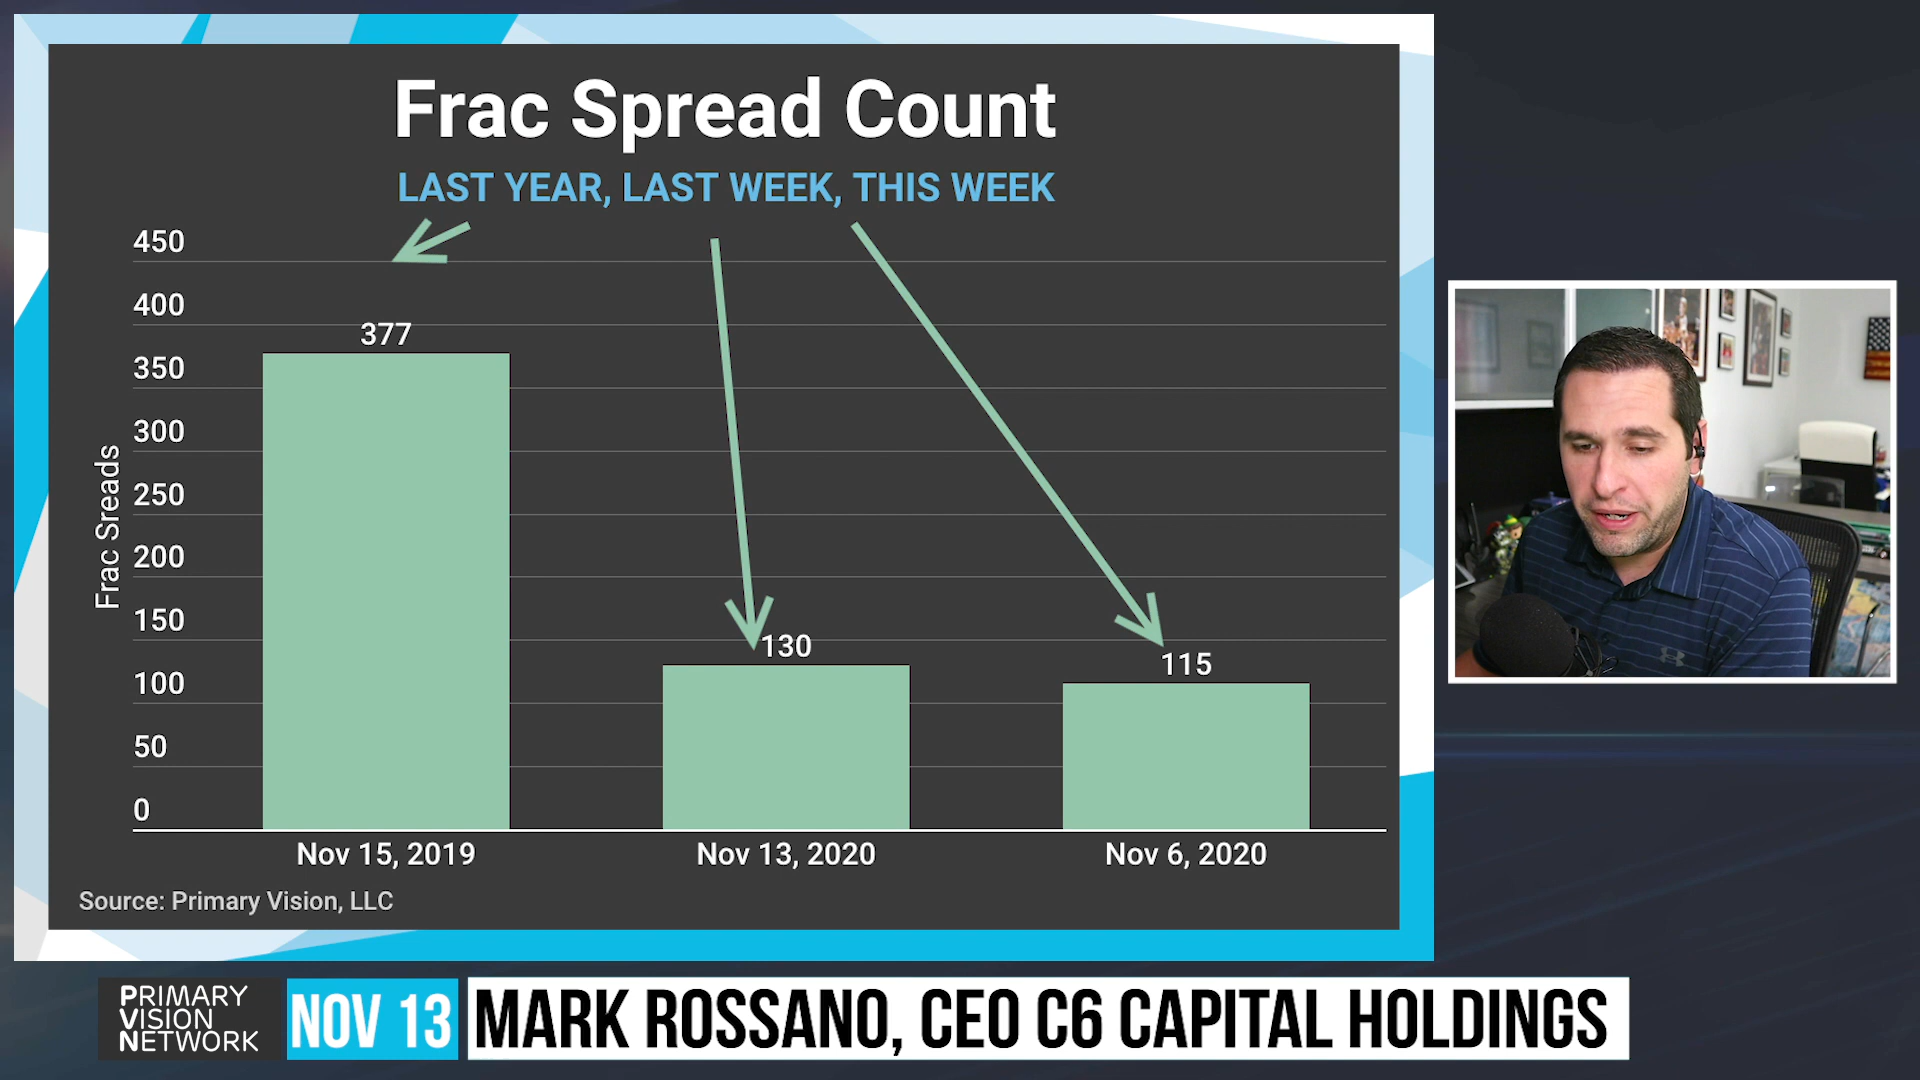 Frac Spread Count
LAST YEAR, LAST WEEK, THIS WEEK
450
400
350
300
250
200
150
100
50
0
Frac Sreads
377
130
115
Nov 15, 2019
Nov 13, 2020
Nov 6, 2020
Source: Primary Vision, LLC
PRIMARY
VISION
NETWORK
NOV 13
MARK ROSSANO, CEO C6 CAPITAL HOLDINGS